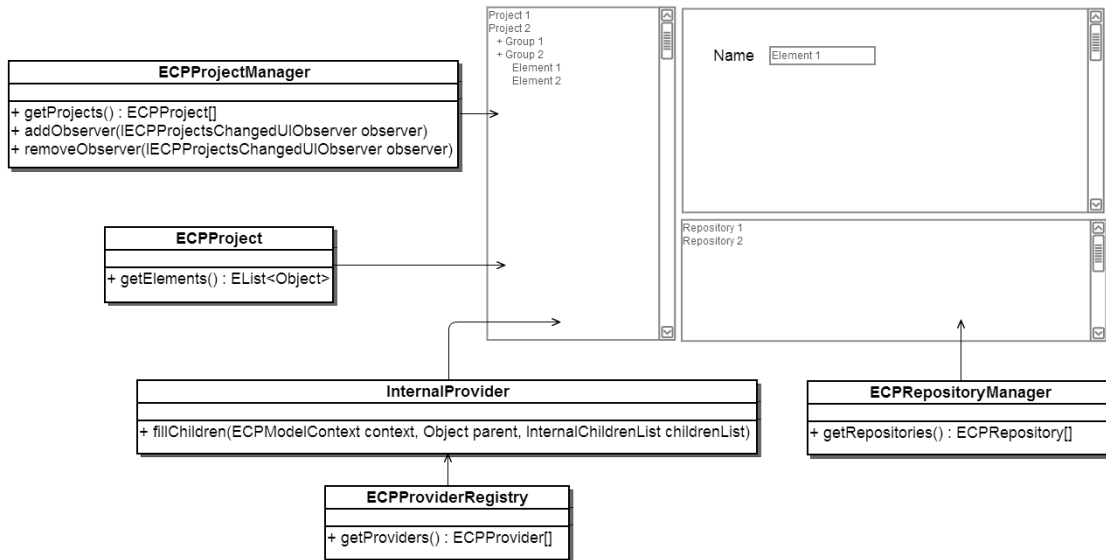 Project 1
Project 2
+ Group 1
+ Group 2
Element 1
Element 2
Name Element 1
ECPProjectManager
+ getProjects() : ECPProject[]
+ addObserver(IECPProjectsChangedUIObserver observer)
+ removeObserver(IECPProjectsChangedUIObserver observer)
ECPProject
+ getElements() : EList<Object>
Repository 1
Repository 2
InternalProvider
+ fillChildren(ECPModelContext context, Object parent, InternalChildrenList childrenList)
ECPRepositoryManager
+ getRepositories() : ECPRepository[]
ECPProviderRegistry
+ getProviders() : ECPProvider[]